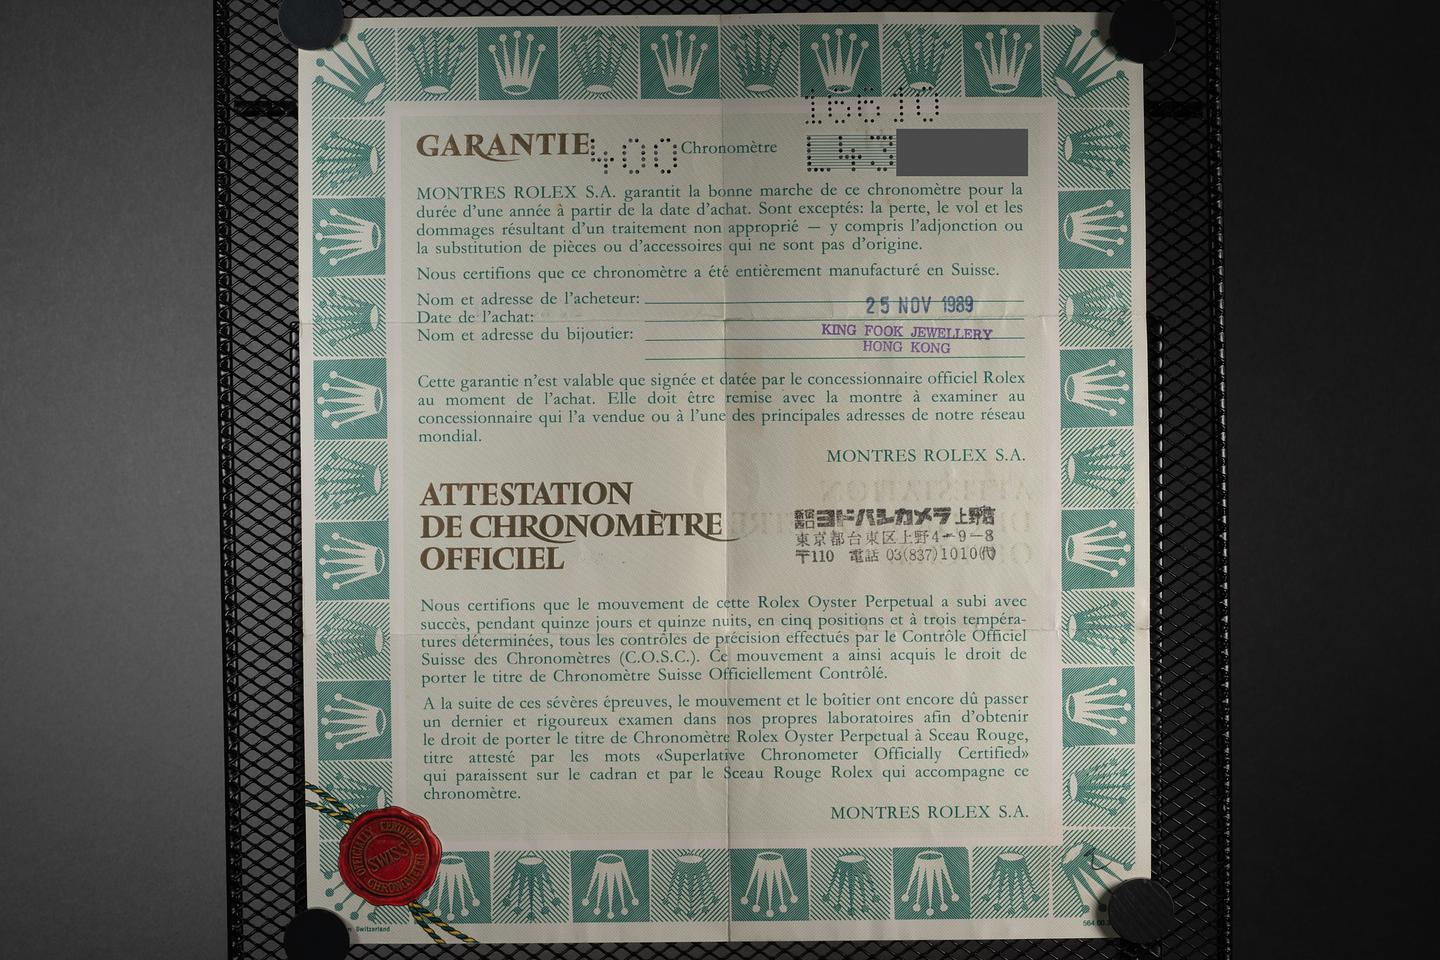 16610
GARANTIE 400 Chronomètre L43
MONTRES ROLEX S.A. garantit la bonne marche de ce chronomètre pour la
durée d’une année à partir de la date d’achat. Sont exceptés: la perte, le vol et les
dommages résultant d’un traitement non approprié — y compris l’adjonction ou
la substitution de pièces ou d’accessoires qui ne sont pas d’origine.
Nous certifions que ce chronomètre a été entièrement manufacturé en Suisse.
Nom et adresse de l’acheteur:
25 NOV 1989
Date de l’achat:
Nom et adresse du bijoutier: KING FOOK JEWELLERY
HONG KONG
Cette garantie n’est valable que signée et datée par le concessionnaire officiel Rolex
au moment de l’achat. Elle doit être remise avec la montre à examiner au
concessionnaire qui l’a vendue ou à l’une des principales adresses de notre réseau
mondial.
MONTRES ROLEX S.A.
ATTESTATION
DE CHRONOMÈTRE
OFFICIEL
新宿西口ヨドバシカメラ上野店
東京都台東区上野4-9-8
〒110 電話 03(837)1010(代)
Nous certifions que le mouvement de cette Rolex Oyster Perpetual a subi avec
succès, pendant quinze jours et quinze nuits, en cinq positions et à trois tempéra-
tures déterminées, tous les contrôles de précision effectués par le Contrôle Officiel
Suisse des Chronomètres (C.O.S.C.). Ce mouvement a ainsi acquis le droit de
porter le titre de Chronomètre Suisse Officiellement Contrôlé.
A la suite de ces sévères épreuves, le mouvement et le boîtier ont encore dû passer
un dernier et rigoureux examen dans nos propres laboratoires afin d’obtenir
le droit de porter le titre de Chronomètre Rolex Oyster Perpetual à Sceau Rouge,
titre attesté par les mots «Superlative Chronometer Officially Certified»
qui paraissent sur le cadran et par le Sceau Rouge Rolex qui accompagne ce
chronomètre.
MONTRES ROLEX S.A.
OFFICIALLY CERTIFIED
SWISS
CHRONOMETER
Switzerland
564.00